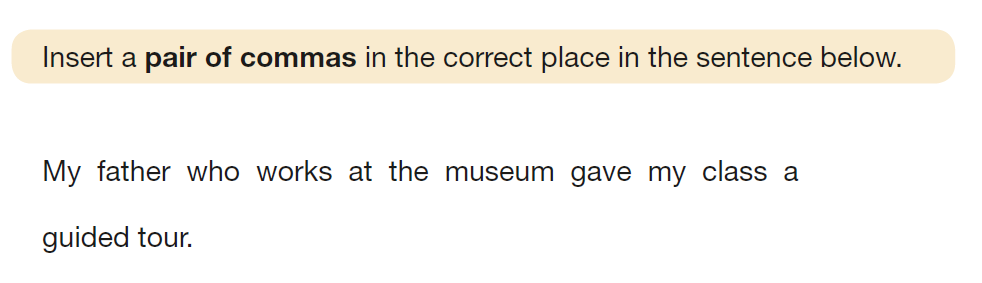 Insert a pair of commas in the correct place in the sentence below.
My father who works at the museum gave my class a
guided tour.